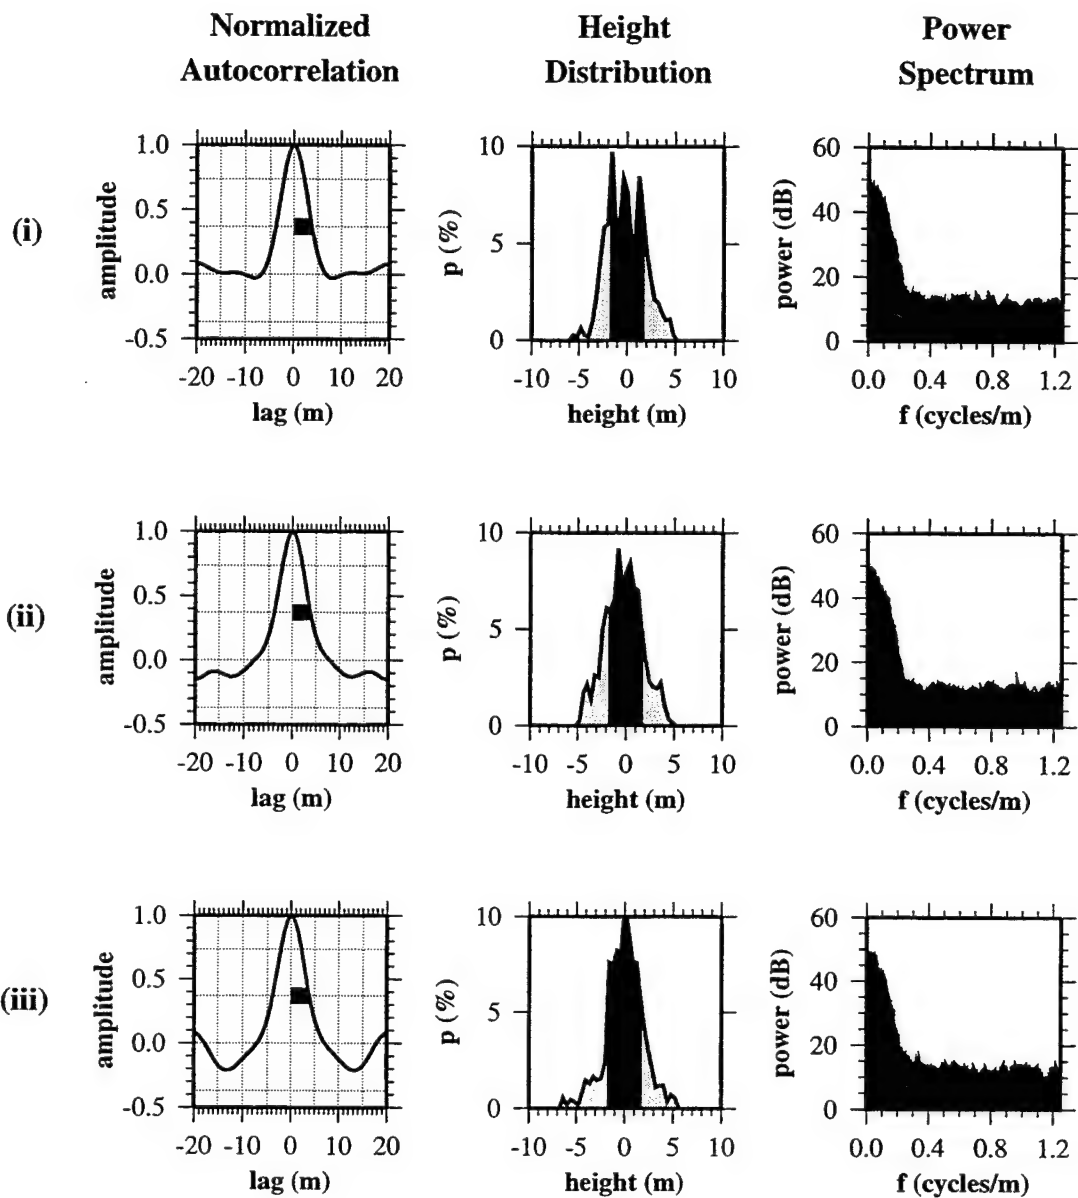 Normalized Autocorrelation
Height Distribution
Power Spectrum
(i)
amplitude
1.0
0.5
0.0
-0.5
-20 -10 0 10 20
lag (m)
p (%)
10
5
0
-10 -5 0 5 10
height (m)
power (dB)
60
40
20
0
0.0 0.4 0.8 1.2
f (cycles/m)
(ii)
amplitude
1.0
0.5
0.0
-0.5
-20 -10 0 10 20
lag (m)
p (%)
10
5
0
-10 -5 0 5 10
height (m)
power (dB)
60
40
20
0
0.0 0.4 0.8 1.2
f (cycles/m)
(iii)
amplitude
1.0
0.5
0.0
-0.5
-20 -10 0 10 20
lag (m)
p (%)
10
5
0
-10 -5 0 5 10
height (m)
power (dB)
60
40
20
0
0.0 0.4 0.8 1.2
f (cycles/m)